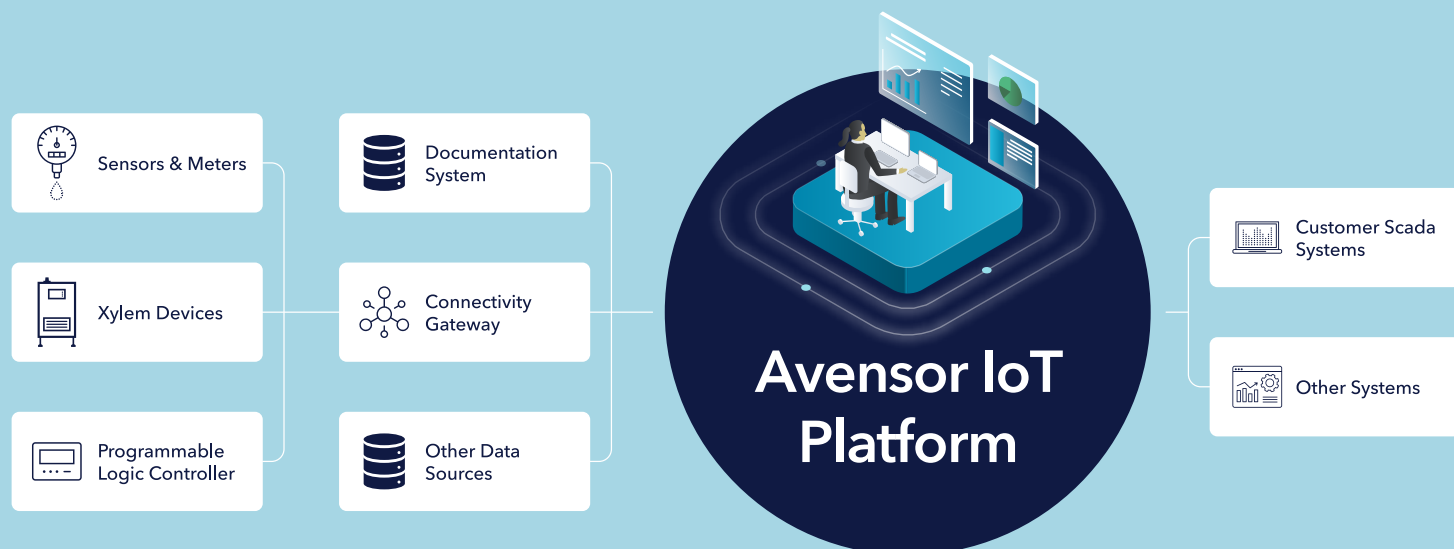 Sensors & Meters
Xylem Devices
Programmable
Logic Controller
Documentation
System
Connectivity
Gateway
Other Data
Sources
Avensor IoT
Platform
Customer Scada
Systems
Other Systems